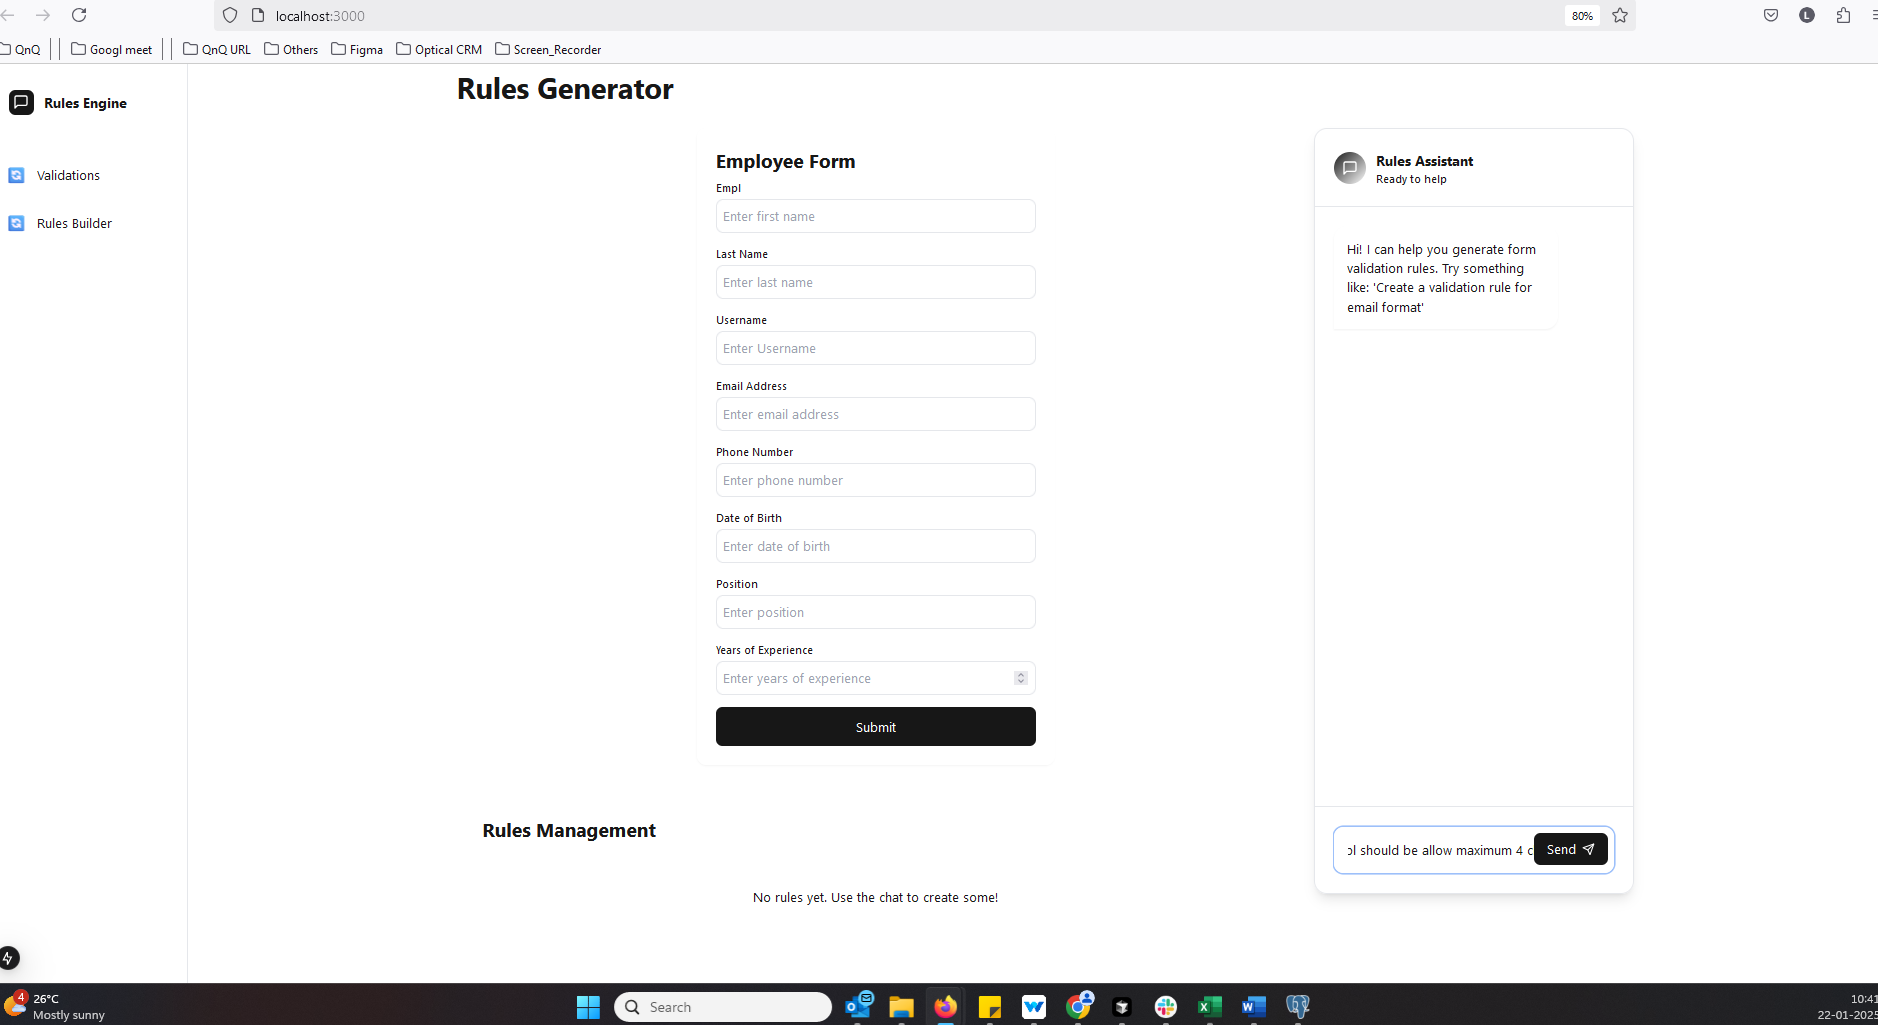 localhost:3000
80%
QnQ
Googl meet
QnQ URL
Others
Figma
Optical CRM
Screen_Recorder
Rules Engine
Validations
Rules Builder
Rules Generator
Employee Form
Empl
Enter first name
Last Name
Enter last name
Username
Enter Username
Email Address
Enter email address
Phone Number
Enter phone number
Date of Birth
Enter date of birth
Position
Enter position
Years of Experience
Enter years of experience
Submit
Rules Management
No rules yet. Use the chat to create some!
L
Rules Assistant
Ready to help
Hi! I can help you generate form
validation rules. Try something
like: 'Create a validation rule for
email format'
ol should be allow maximum 4 c
Send
4
26°C
Mostly sunny
Search
10:41
22-01-2025